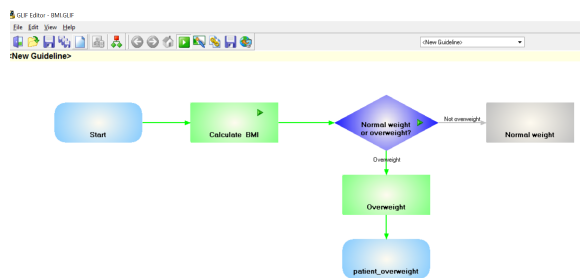 GLIF Editor - BMI.GLIF
File Edit View Help
<New Guideline>
<New Guideline>
Start
Calculate BMI
Normal weight
or overweight?
Not overweight
Normal weight
Overweight
Overweight
patient_overweight